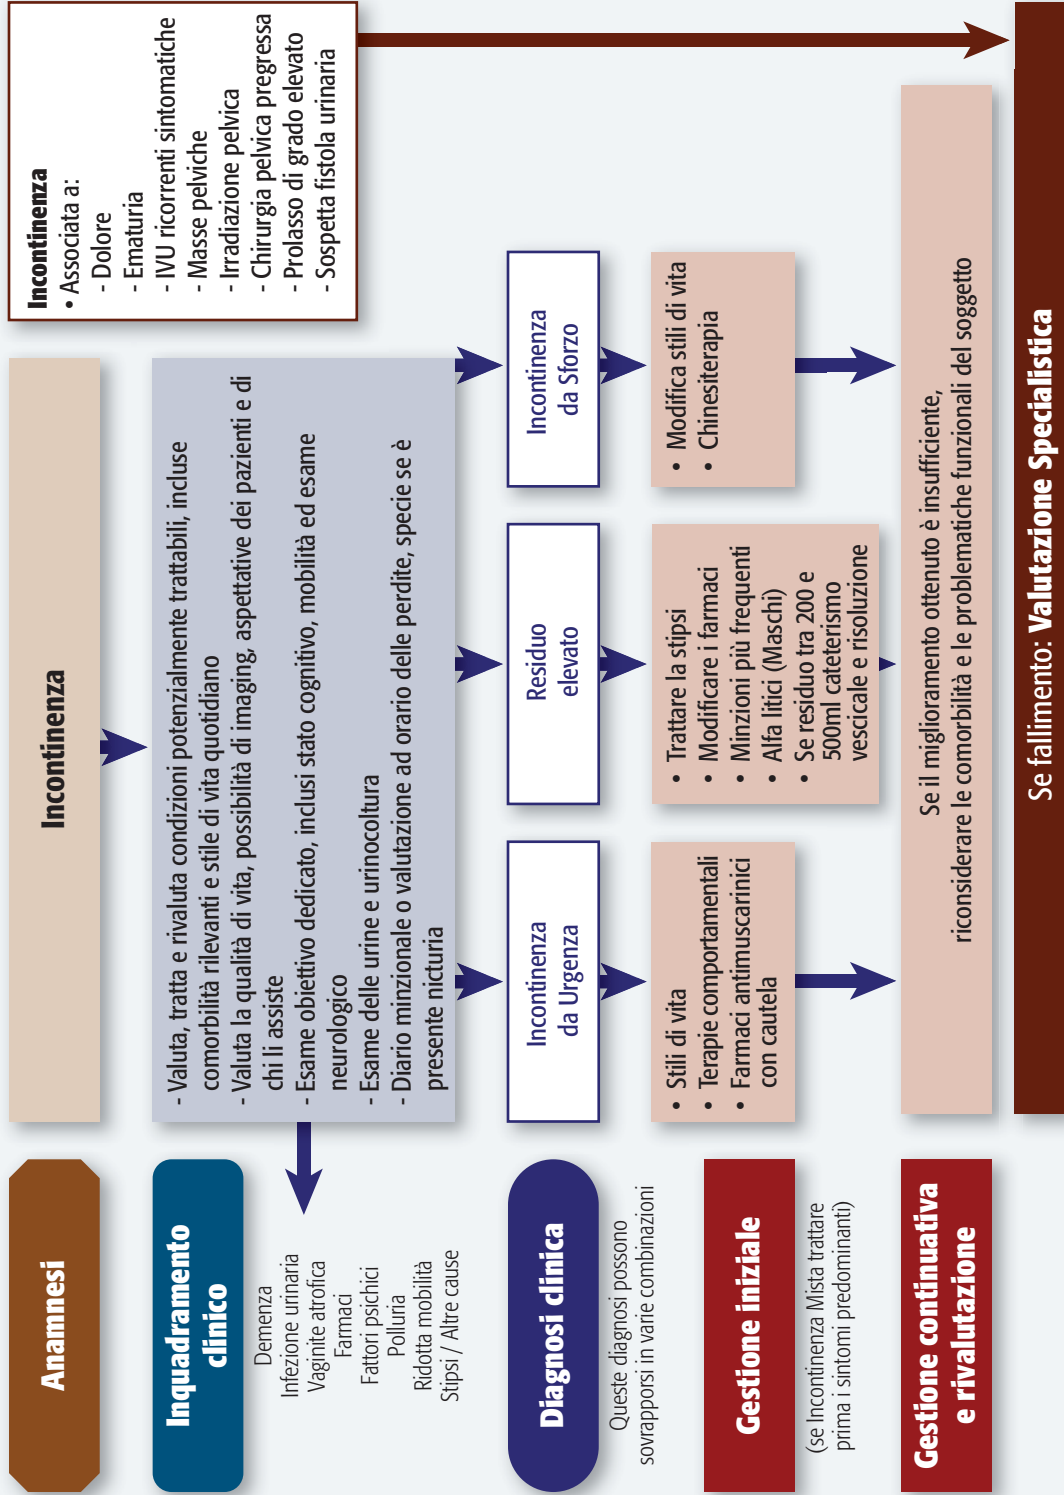 Anamnesi
Incontinenza
Incontinenza
• Associata a:
- Dolore
- Ematuria
- IVU ricorrenti sintomatiche
- Masse pelviche
- Irradiazione pelvica
- Chirurgia pelvica pregressa
- Prolasso di grado elevato
- Sospetta fistola urinaria
Inquadramento
clinico
Demenza
Infezione urinaria
Vaginite atrofica
Farmaci
Fattori psichici
Polluria
Ridotta mobilità
Stipsi / Altre cause
- Valuta, tratta e rivaluta condizioni potenzialmente trattabili, incluse
comorbilità rilevanti e stile di vita quotidiano
- Valuta la qualità di vita, possibilità di imaging, aspettative dei pazienti e di
chi li assiste
- Esame obiettivo dedicato, inclusi stato cognitivo, mobilità ed esame
neurologico
- Esame delle urine e urinocoltura
- Diario minzionale o valutazione ad orario delle perdite, specie se è
presente nicturia
Diagnosi clinica
Queste diagnosi possono
sovrapporsi in varie combinazioni
Incontinenza
da Urgenza
Residuo
elevato
Incontinenza
da Sforzo
Gestione iniziale
(se Incontinenza Mista trattare
prima i sintomi predominanti)
• Stili di vita
• Terapie comportamentali
• Farmaci antimuscarinici
con cautela
• Trattare la stipsi
• Modificare i farmaci
• Minzioni più frequenti
• Alfa litici (Maschi)
• Se residuo tra 200 e
500ml cateterismo
vescicale e risoluzione
• Modifica stili di vita
• Chinesiterapia
Gestione continuativa
e rivalutazione
Se il miglioramento ottenuto è insufficiente,
riconsiderare le comorbilità e le problematiche funzionali del soggetto
Se fallimento: Valutazione Specialistica